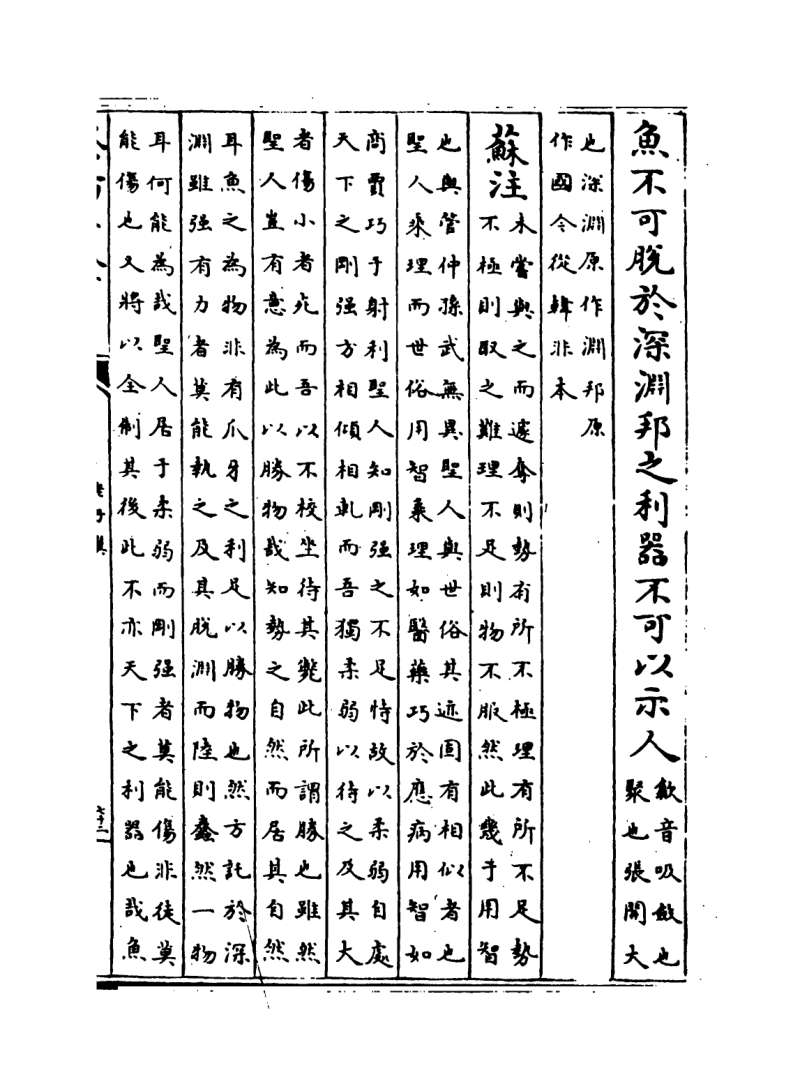 魚不可脫於深淵邦之利器不可以示人歙音吸歙也
聚也張開大
也深淵原作淵邦原
作國今從韓非本
蘇注未嘗與之而遽奪則勢有所不極理有所不足勢
不極則取之難理不足則物不服然此幾于用智
也與管仲孫武無異聖人與世俗其迹固有相似者也
聖人乘理而世俗用智乘理如醫藥巧於應病用智如
商賈巧于射利聖人知剛强之不足恃故以柔弱自處
天下之剛强方相傾相軋而吾獨柔弱以待之及其大
者傷小者死而吾以不校坐待其斃此所謂勝也雖然
聖人豈有意為此以勝物哉知勢之自然而居其自然
耳魚之為物非有爪牙之利足以勝物也然方託於深
淵雖强有力者莫能執之及其脫淵而陸則蠢然一物
耳何能為哉聖人居于柔弱而剛强者莫能傷非徒莫
能傷也又將以全制其後此不亦天下之利器也哉魚